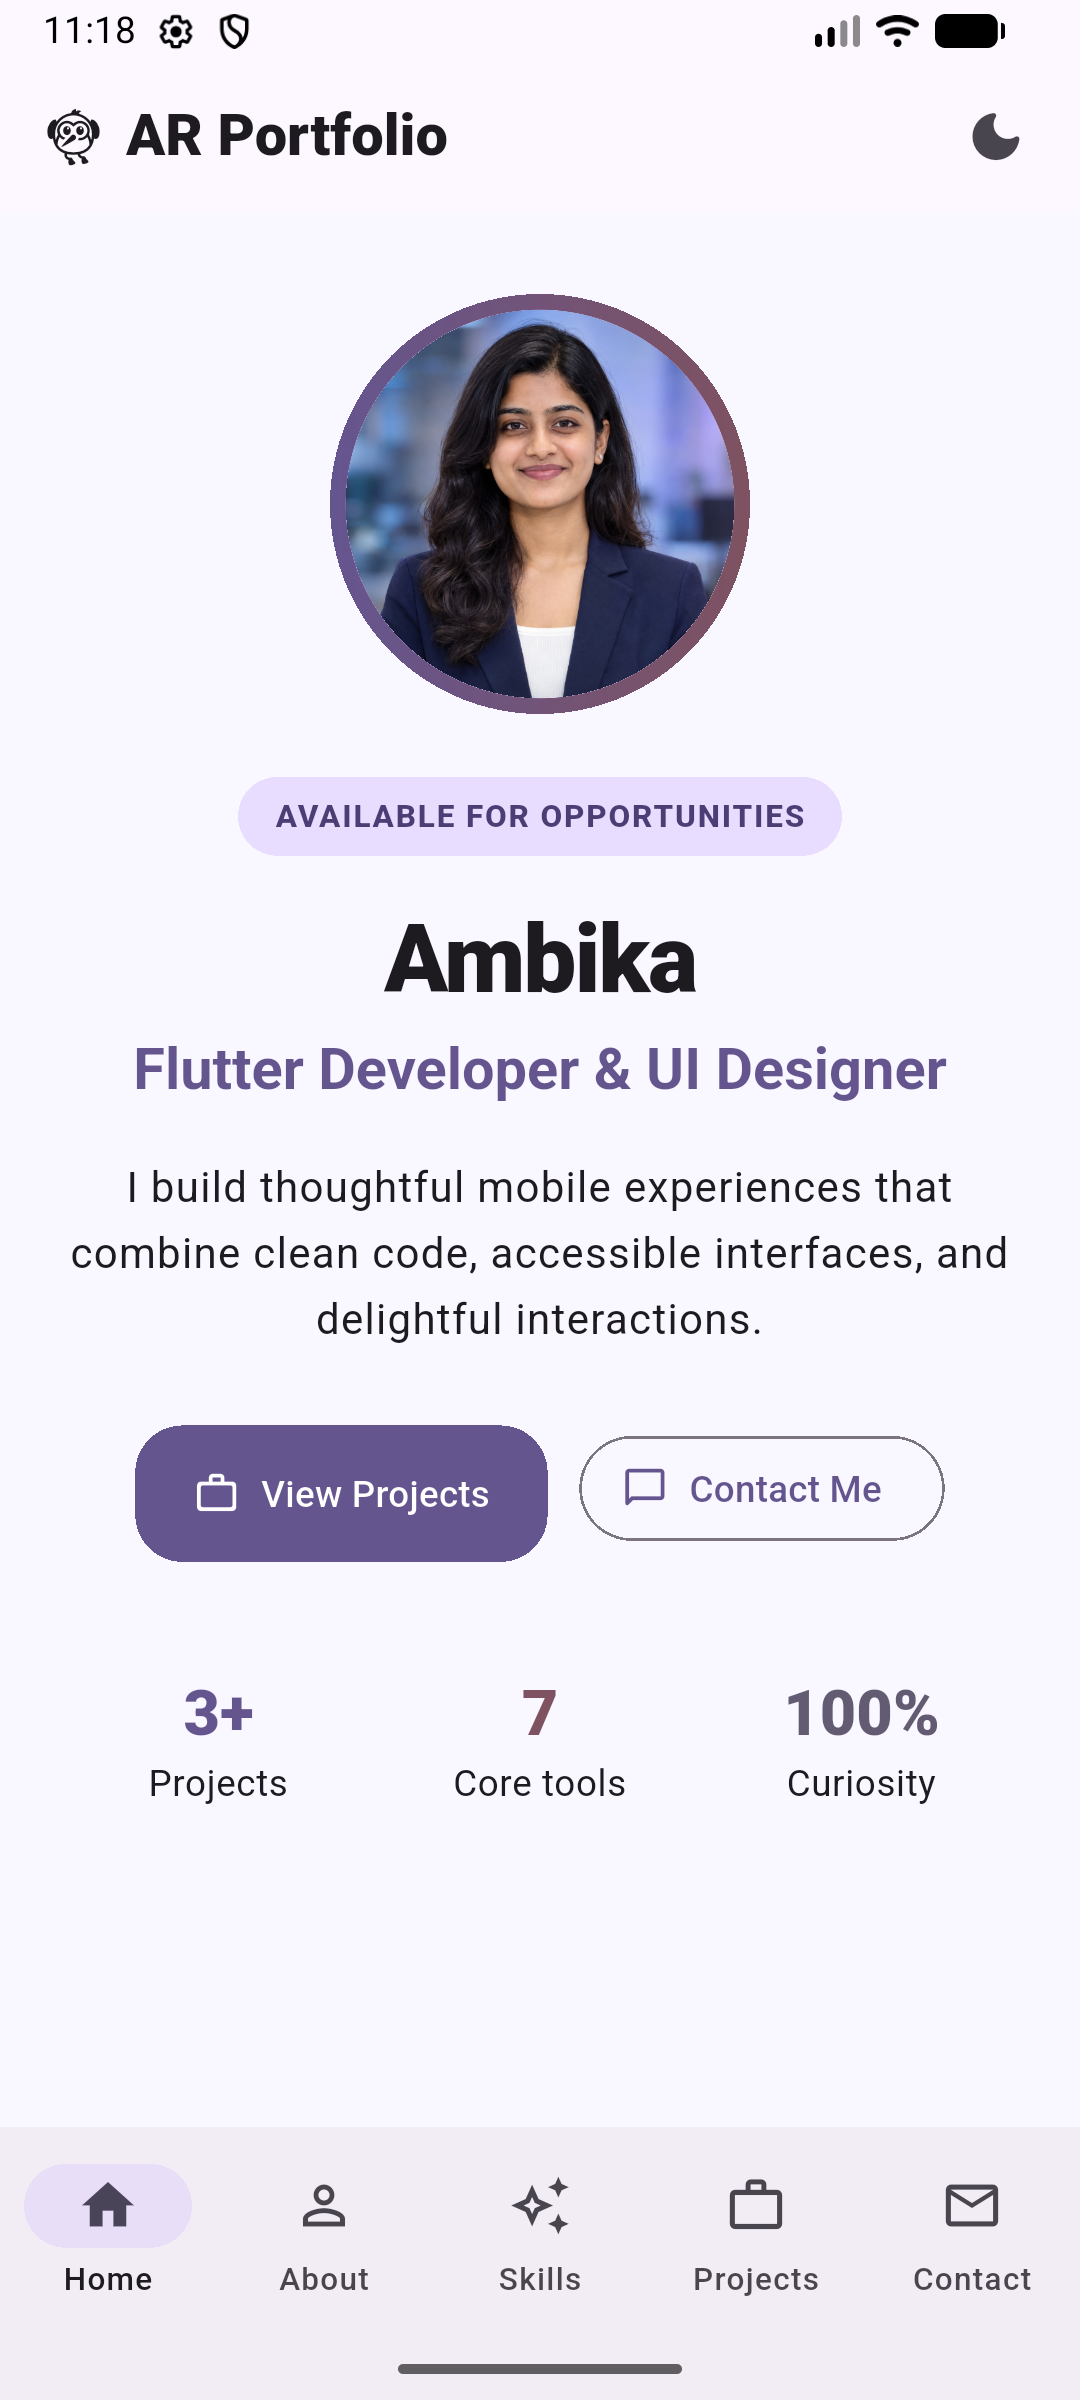 11:18
AR Portfolio
AVAILABLE FOR OPPORTUNITIES
Ambika
Flutter Developer & UI Designer
I build thoughtful mobile experiences that
combine clean code, accessible interfaces, and
delightful interactions.
View Projects
Contact Me
3+
Projects
7
Core tools
100%
Curiosity
Home
About
Skills
Projects
Contact